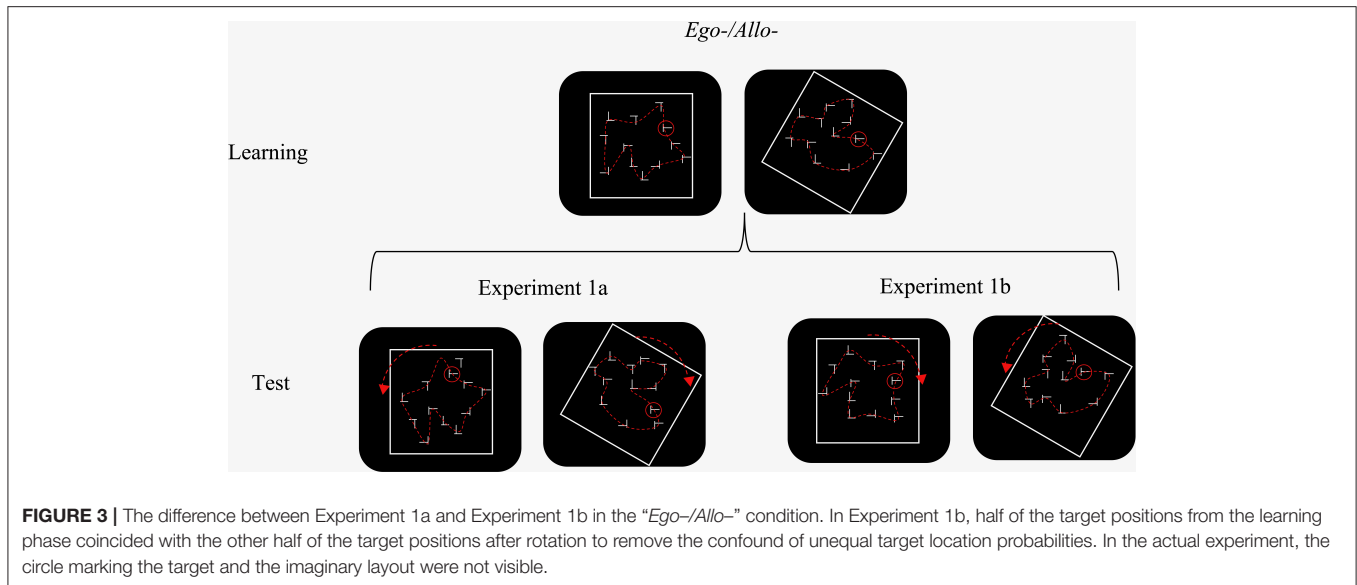 Ego-/Allo-
Learning
Experiment 1a
Experiment 1b
Test
FIGURE 3 | The difference between Experiment 1a and Experiment 1b in the “Ego–/Allo–” condition. In Experiment 1b, half of the target positions from the learning
phase coincided with the other half of the target positions after rotation to remove the confound of unequal target location probabilities. In the actual experiment, the
circle marking the target and the imaginary layout were not visible.